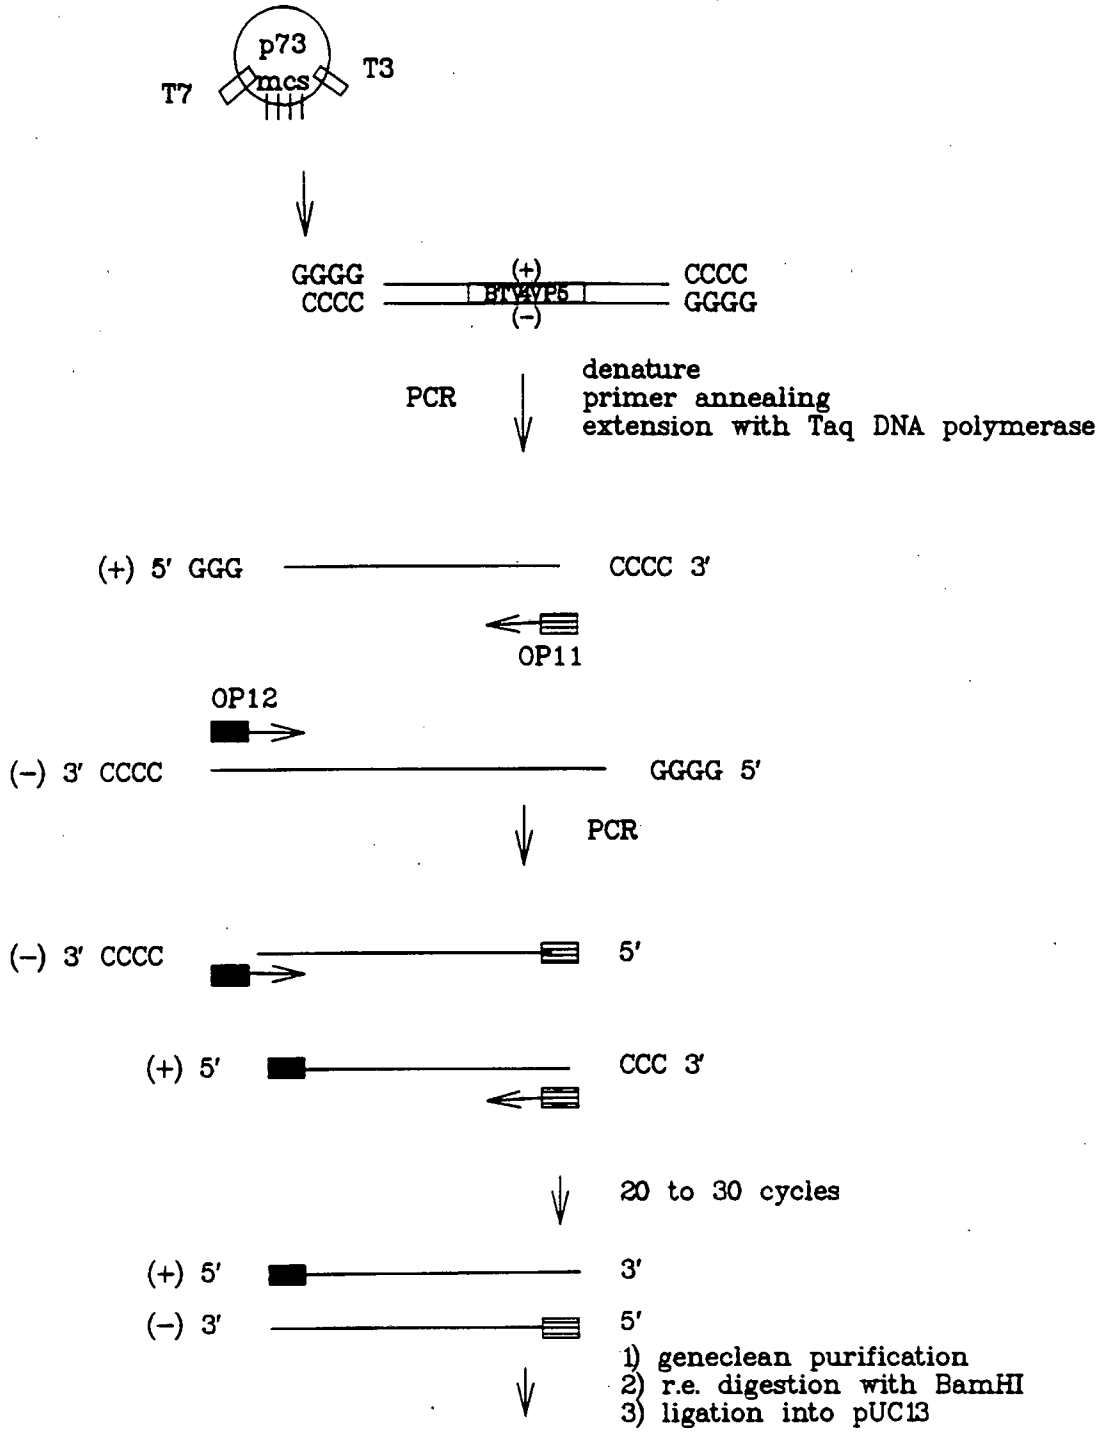 p73
mcs
T7
T3
GGGG (+) CCCC
BTV4VP5
CCCC (-) GGGG
PCR
denature
primer annealing
extension with Taq DNA polymerase
(+) 5' GGG CCCC 3'
OP11
OP12
(-) 3' CCCC GGGG 5'
PCR
(-) 3' CCCC 5'
(+) 5' CCC 3'
20 to 30 cycles
(+) 5' 3'
(-) 3' 5'
1) geneclean purification
2) r.e. digestion with BamHI
3) ligation into pUC13